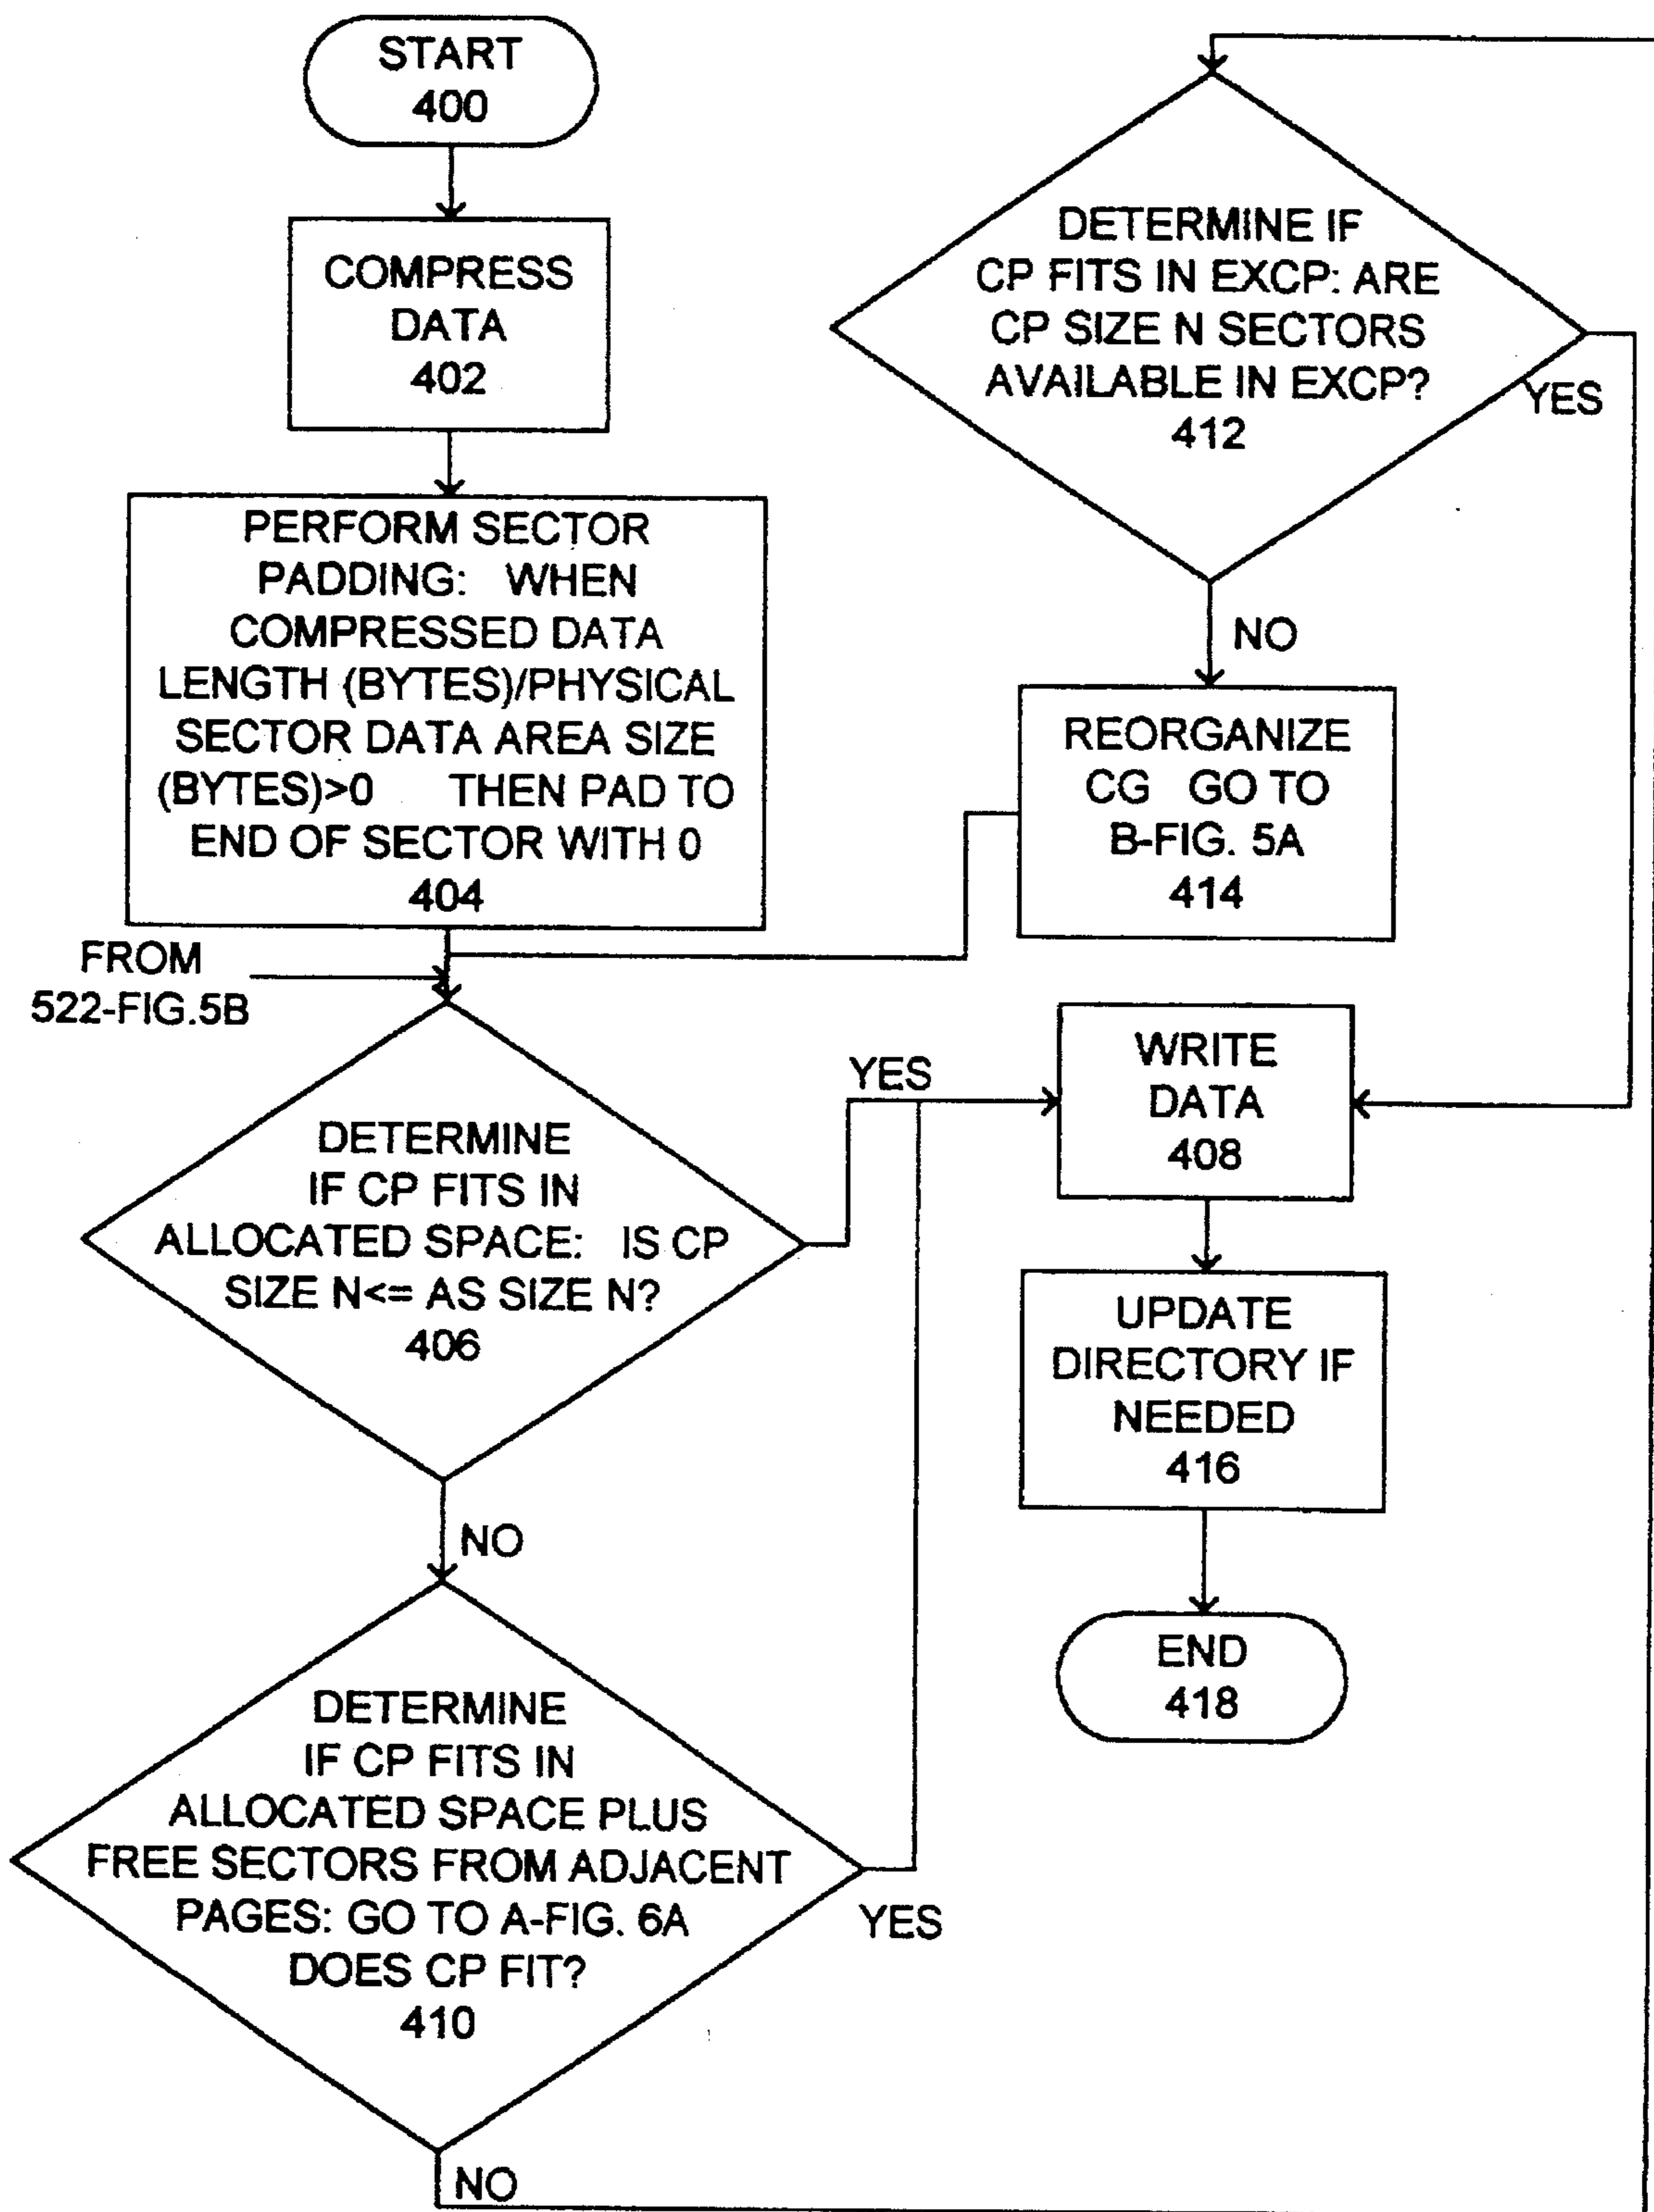 START
400
COMPRESS
DATA
402
PERFORM SECTOR
PADDING: WHEN
COMPRESSED DATA
LENGTH (BYTES)/PHYSICAL
SECTOR DATA AREA SIZE
(BYTES)>0 THEN PAD TO
END OF SECTOR WITH 0
404
FROM
522-FIG.5B
DETERMINE
IF CP FITS IN
ALLOCATED SPACE: IS CP
SIZE N<= AS SIZE N?
406
YES
NO
DETERMINE
IF CP FITS IN
ALLOCATED SPACE PLUS
FREE SECTORS FROM ADJACENT
PAGES: GO TO A-FIG. 6A
DOES CP FIT?
410
YES
NO
DETERMINE IF
CP FITS IN EXCP: ARE
CP SIZE N SECTORS
AVAILABLE IN EXCP?
412
YES
NO
REORGANIZE
CG GO TO
B-FIG. 5A
414
WRITE
DATA
408
UPDATE
DIRECTORY IF
NEEDED
416
END
418